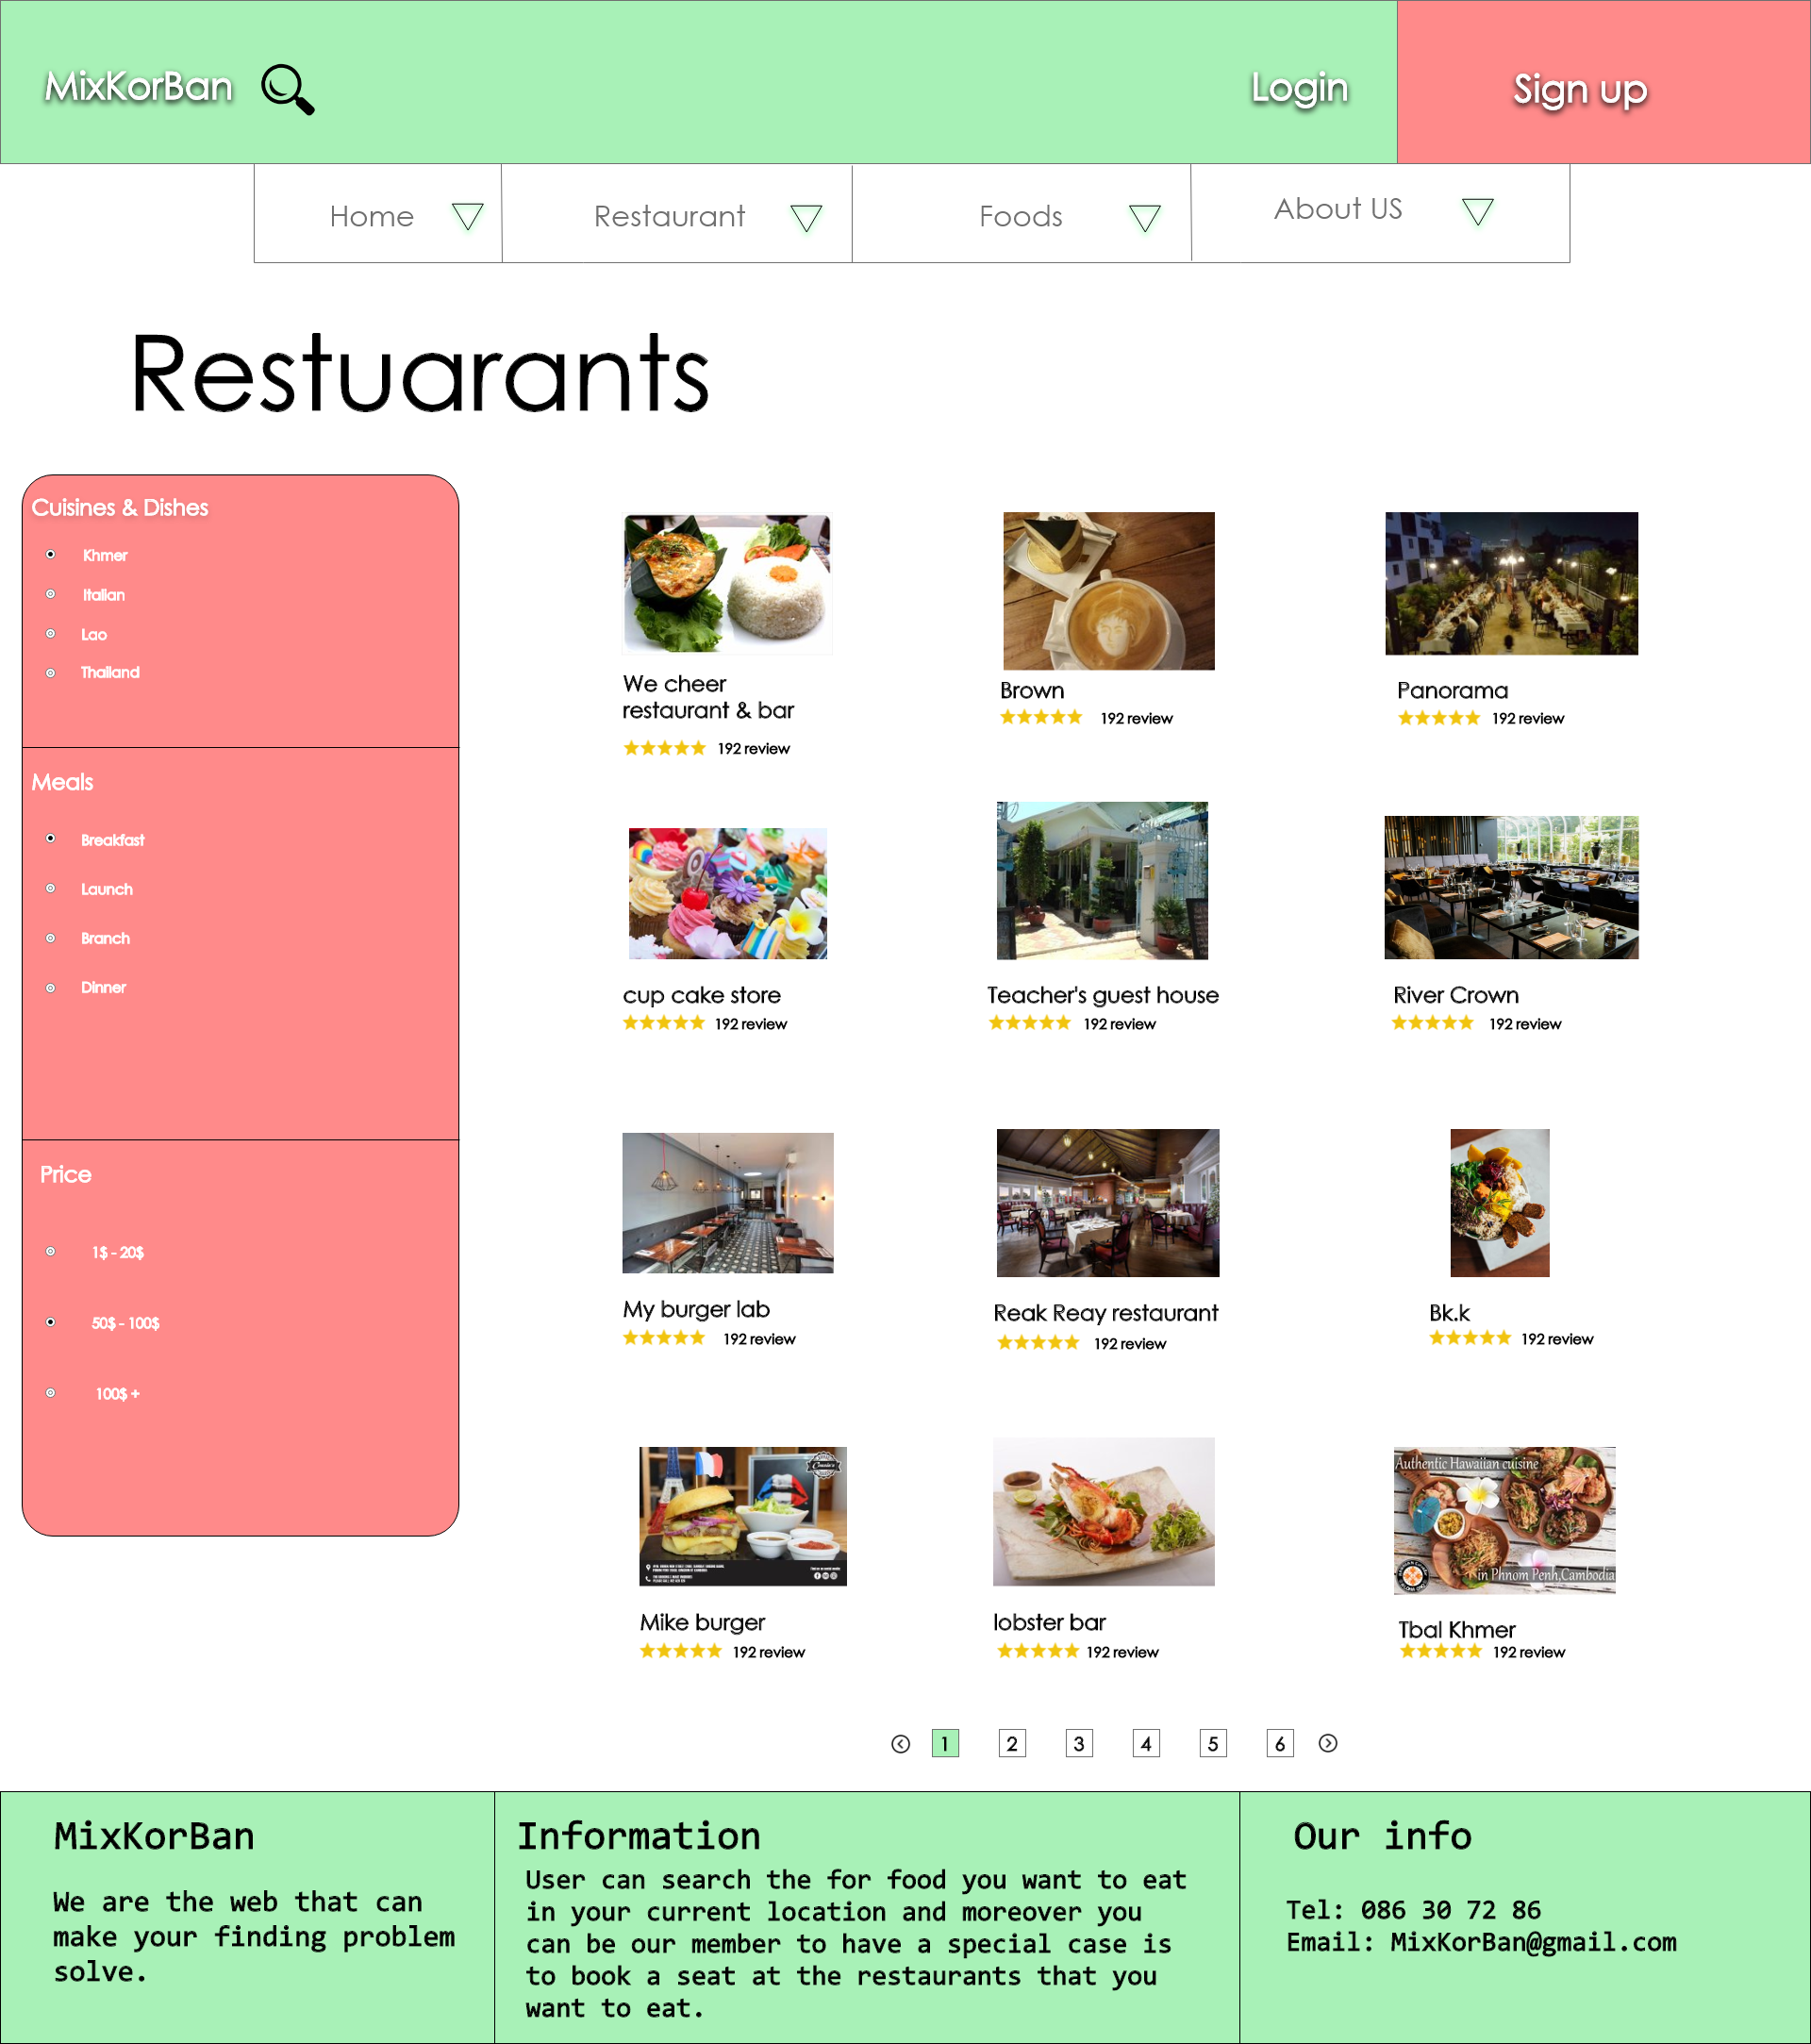 MixKorBan
Login
Sign up
Home
Restaurant
Foods
About US
Restuarants
Cuisines & Dishes
Khmer
Italian
Lao
Thailand
Meals
Breakfast
Launch
Branch
Dinner
Price
1$ - 20$
50$ - 100$
100$ +
We cheer
restaurant & bar
192 review
Brown
192 review
Panorama
192 review
cup cake store
192 review
Teacher's guest house
192 review
River Crown
192 review
My burger lab
192 review
Reak Reay restaurant
192 review
Bk.k
192 review
Mike burger
192 review
lobster bar
192 review
Authentic Hawaiian cuisine
in Phnom Penh,Cambodia
Tbal Khmer
192 review
1 2 3 4 5 6
MixKorBan
We are the web that can
make your finding problem
solve.
Information
User can search the for food you want to eat
in your current location and moreover you
can be our member to have a special case is
to book a seat at the restaurants that you
want to eat.
Our info
Tel: 086 30 72 86
Email: MixKorBan@gmail.com